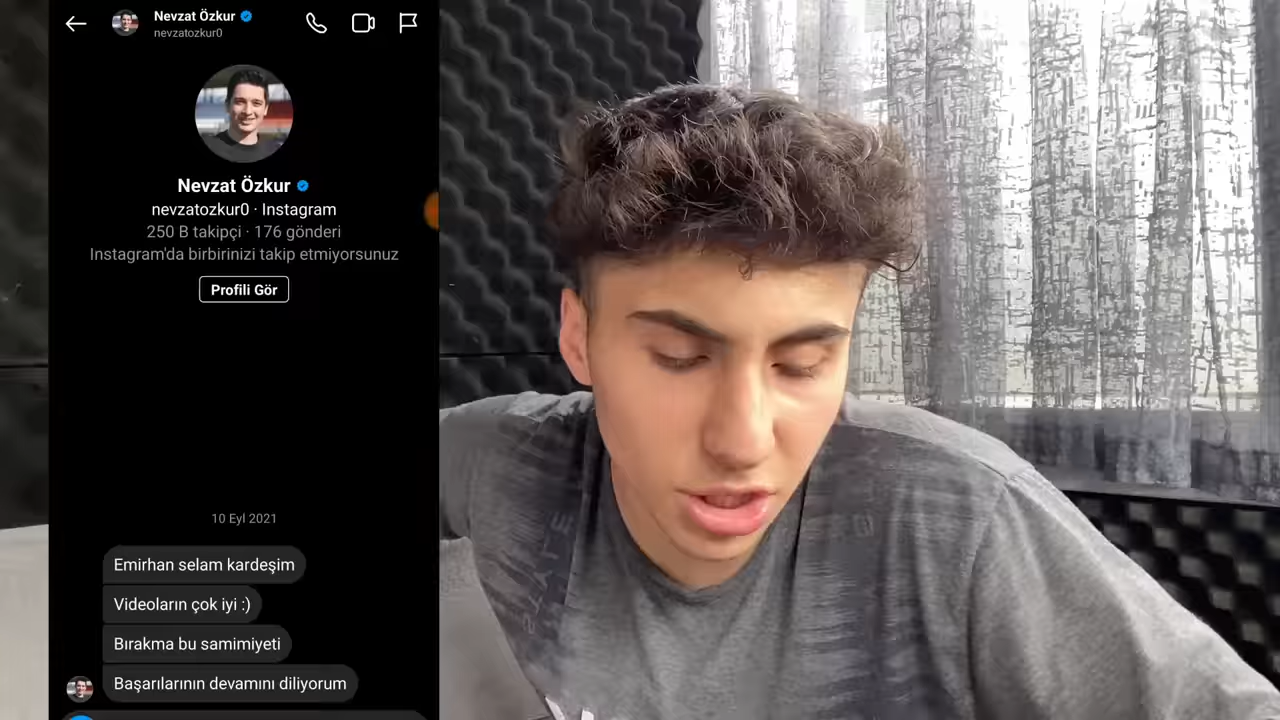 Nevzat Özkur
nevzatozkur0
Nevzat Özkur
nevzatozkur0 · Instagram
250 B takipçi · 176 gönderi
Instagram'da birbirinizi takip etmiyorsunuz
Profili Gör
10 Eyl 2021
Emirhan selam kardeşim
Videoların çok iyi :)
Bırakma bu samimiyeti
Başarılarının devamını diliyorum